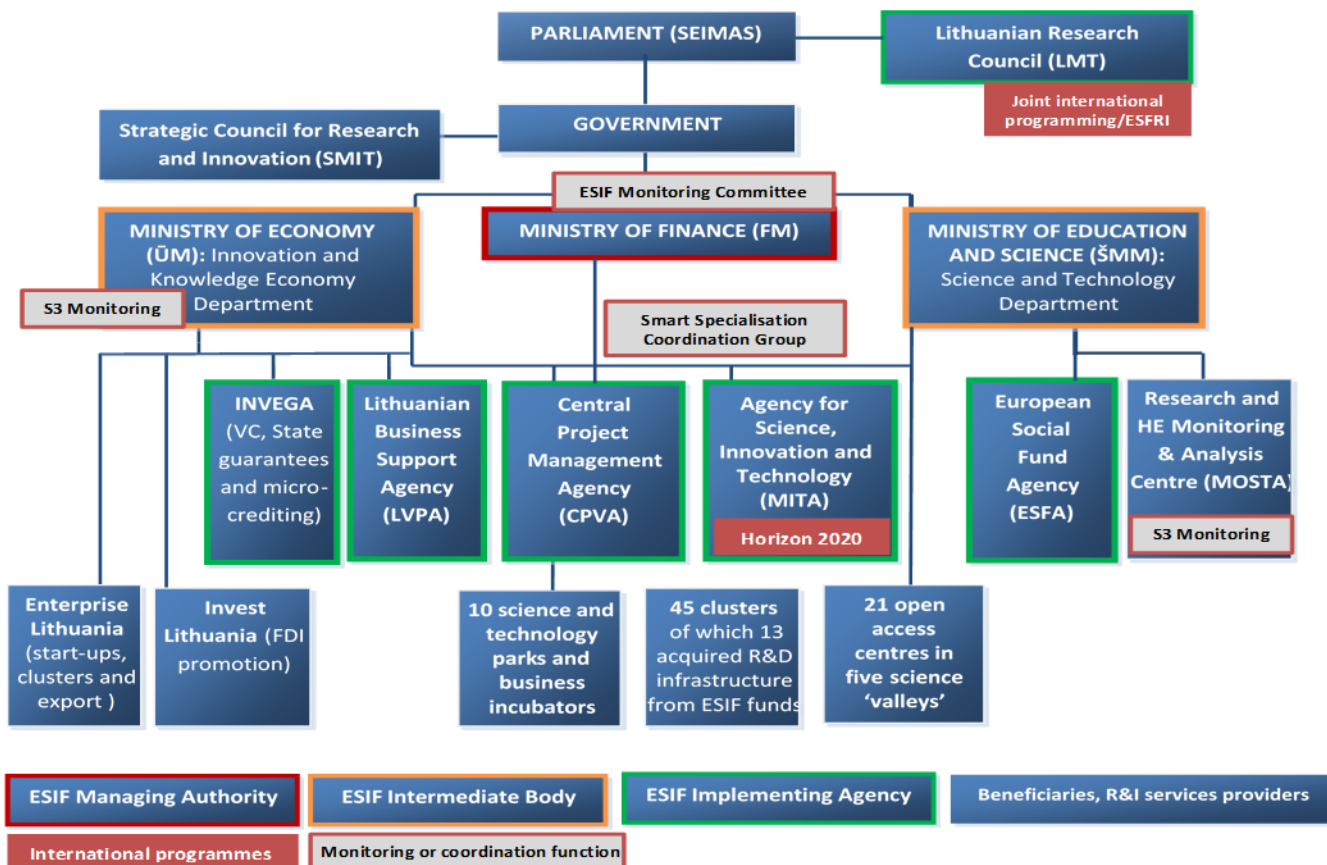 PARLIAMENT (SEIMAS)
Lithuanian Research
Council (LMT)
Joint international
programming/ESFRI
GOVERNMENT
Strategic Council for Research
and Innovation (SMIT)
ESIF Monitoring Committee
MINISTRY OF ECONOMY
(ŪM): Innovation and
Knowledge Economy
Department
S3 Monitoring
MINISTRY OF FINANCE (FM)
MINISTRY OF EDUCATION
AND SCIENCE (ŠMM):
Science and Technology
Department
Smart Specialisation
Coordination Group
INVEGA
(VC, State
guarantees
and micro-
crediting)
Lithuanian
Business
Support
Agency
(LVPA)
Central
Project
Management
Agency
(CPVA)
Agency for
Science,
Innovation and
Technology
(MITA)
Horizon 2020
European
Social
Fund
Agency
(ESFA)
Research and
HE Monitoring
& Analysis
Centre (MOSTA)
S3 Monitoring
Enterprise
Lithuania
(start-ups,
clusters and
export )
Invest
Lithuania (FDI
promotion)
10 science and
technology
parks and
business
incubators
45 clusters
of which 13
acquired R&D
infrastructure
from ESIF funds
21 open
access
centres in
five science
‘valleys’
ESIF Managing Authority
ESIF Intermediate Body
ESIF Implementing Agency
Beneficiaries, R&I services providers
International programmes
Monitoring or coordination function